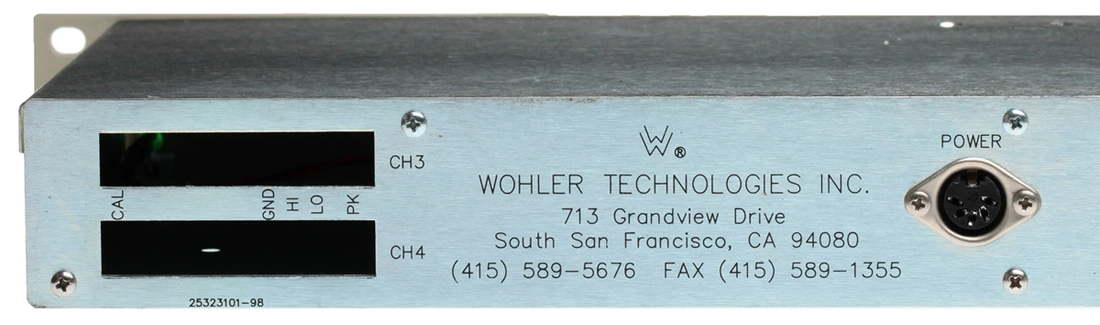 CH3
CAL GND HI LO PK
CH4
25323101-98
W®
WOHLER TECHNOLOGIES INC.
713 Grandview Drive
South San Francisco, CA 94080
(415) 589-5676 FAX (415) 589-1355
POWER